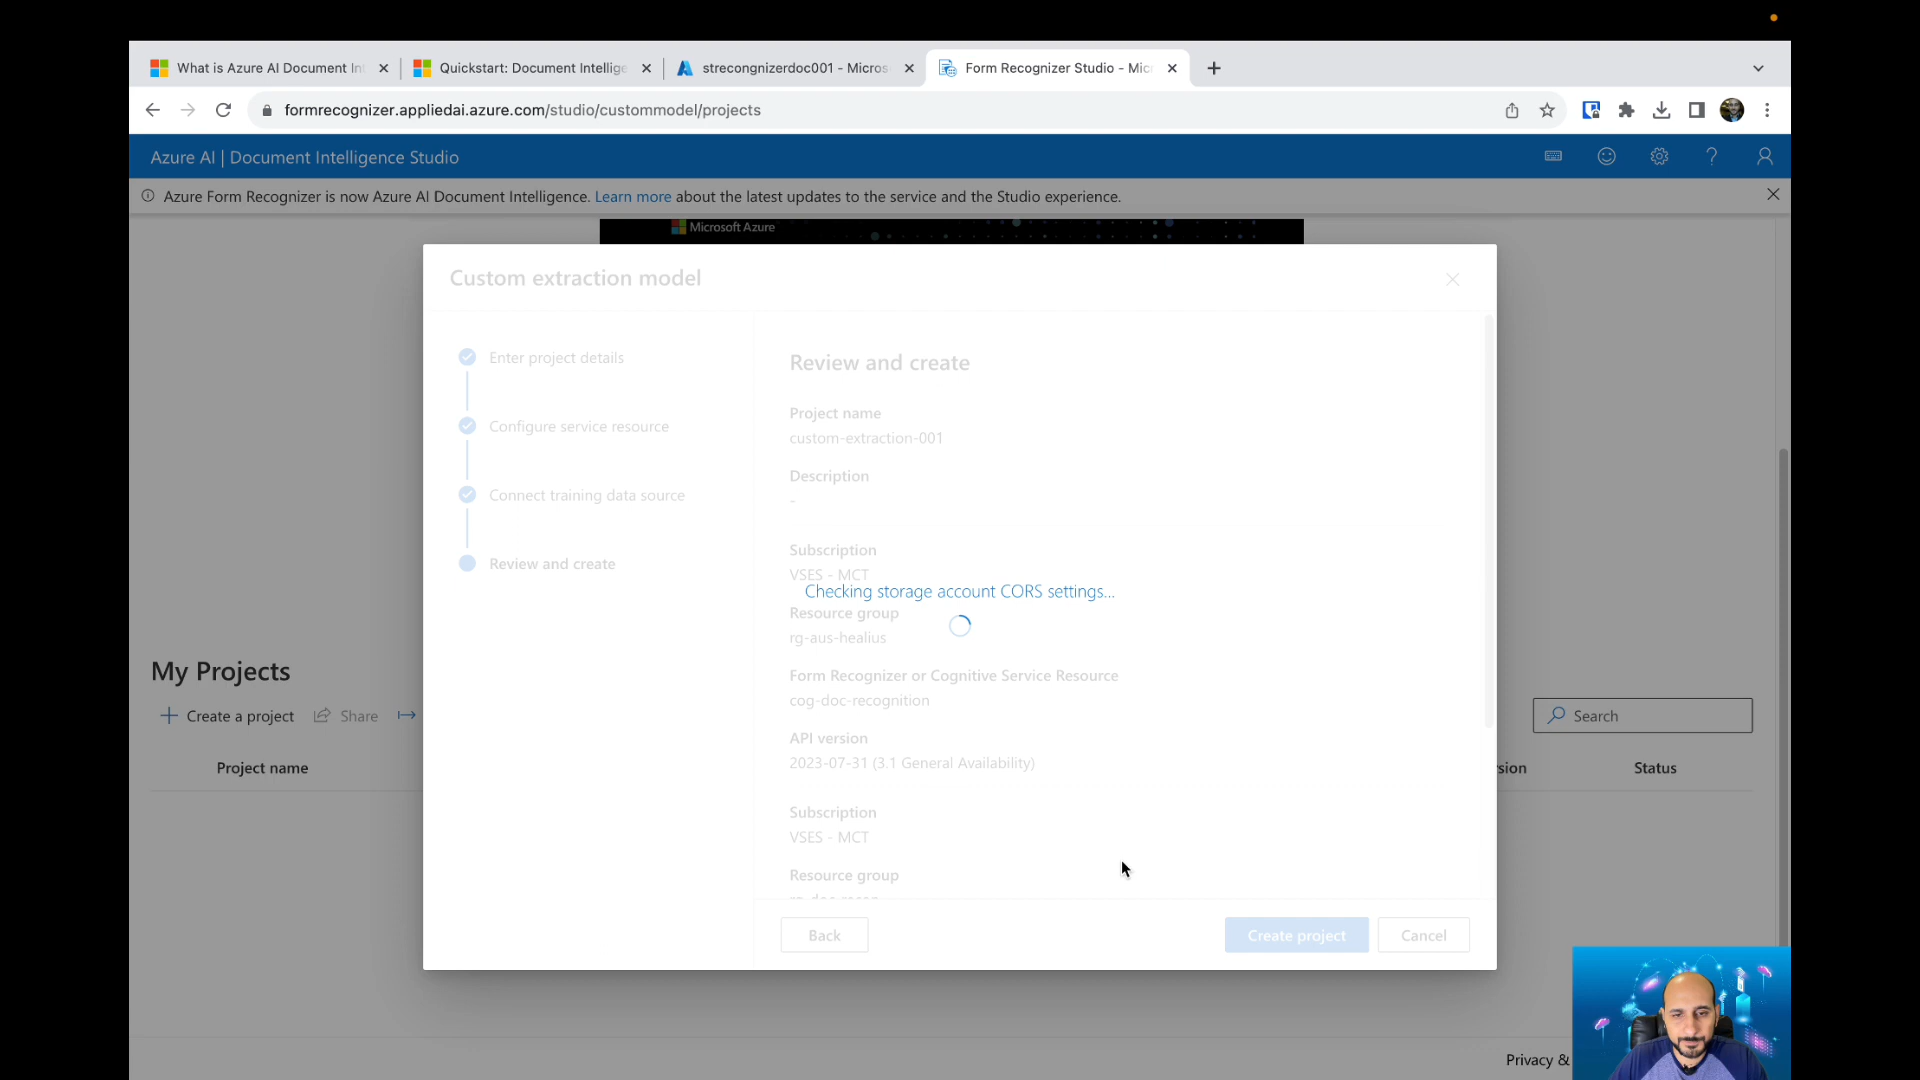 What is Azure AI Document In
Quickstart: Document Intellige
strecongnizerdoc001 - Micros
Form Recognizer Studio - Mic
formrecognizer.appliedai.azure.com/studio/custommodel/projects
Azure AI | Document Intelligence Studio
Azure Form Recognizer is now Azure AI Document Intelligence. Learn more about the latest updates to the service and the Studio experience.
Microsoft Azure
Custom extraction model
Enter project details
Configure service resource
Connect training data source
Review and create
Review and create
Project name
custom-extraction-001
Description
-
Subscription
VSES - MCT
Checking storage account CORS settings...
Resource group
rg-aus-healius
Form Recognizer or Cognitive Service Resource
cog-doc-recognition
API version
2023-07-31 (3.1 General Availability)
Subscription
VSES - MCT
Resource group
Back
Create project
Cancel
My Projects
Create a project
Share
Search
Project name
sion
Status
Privacy &